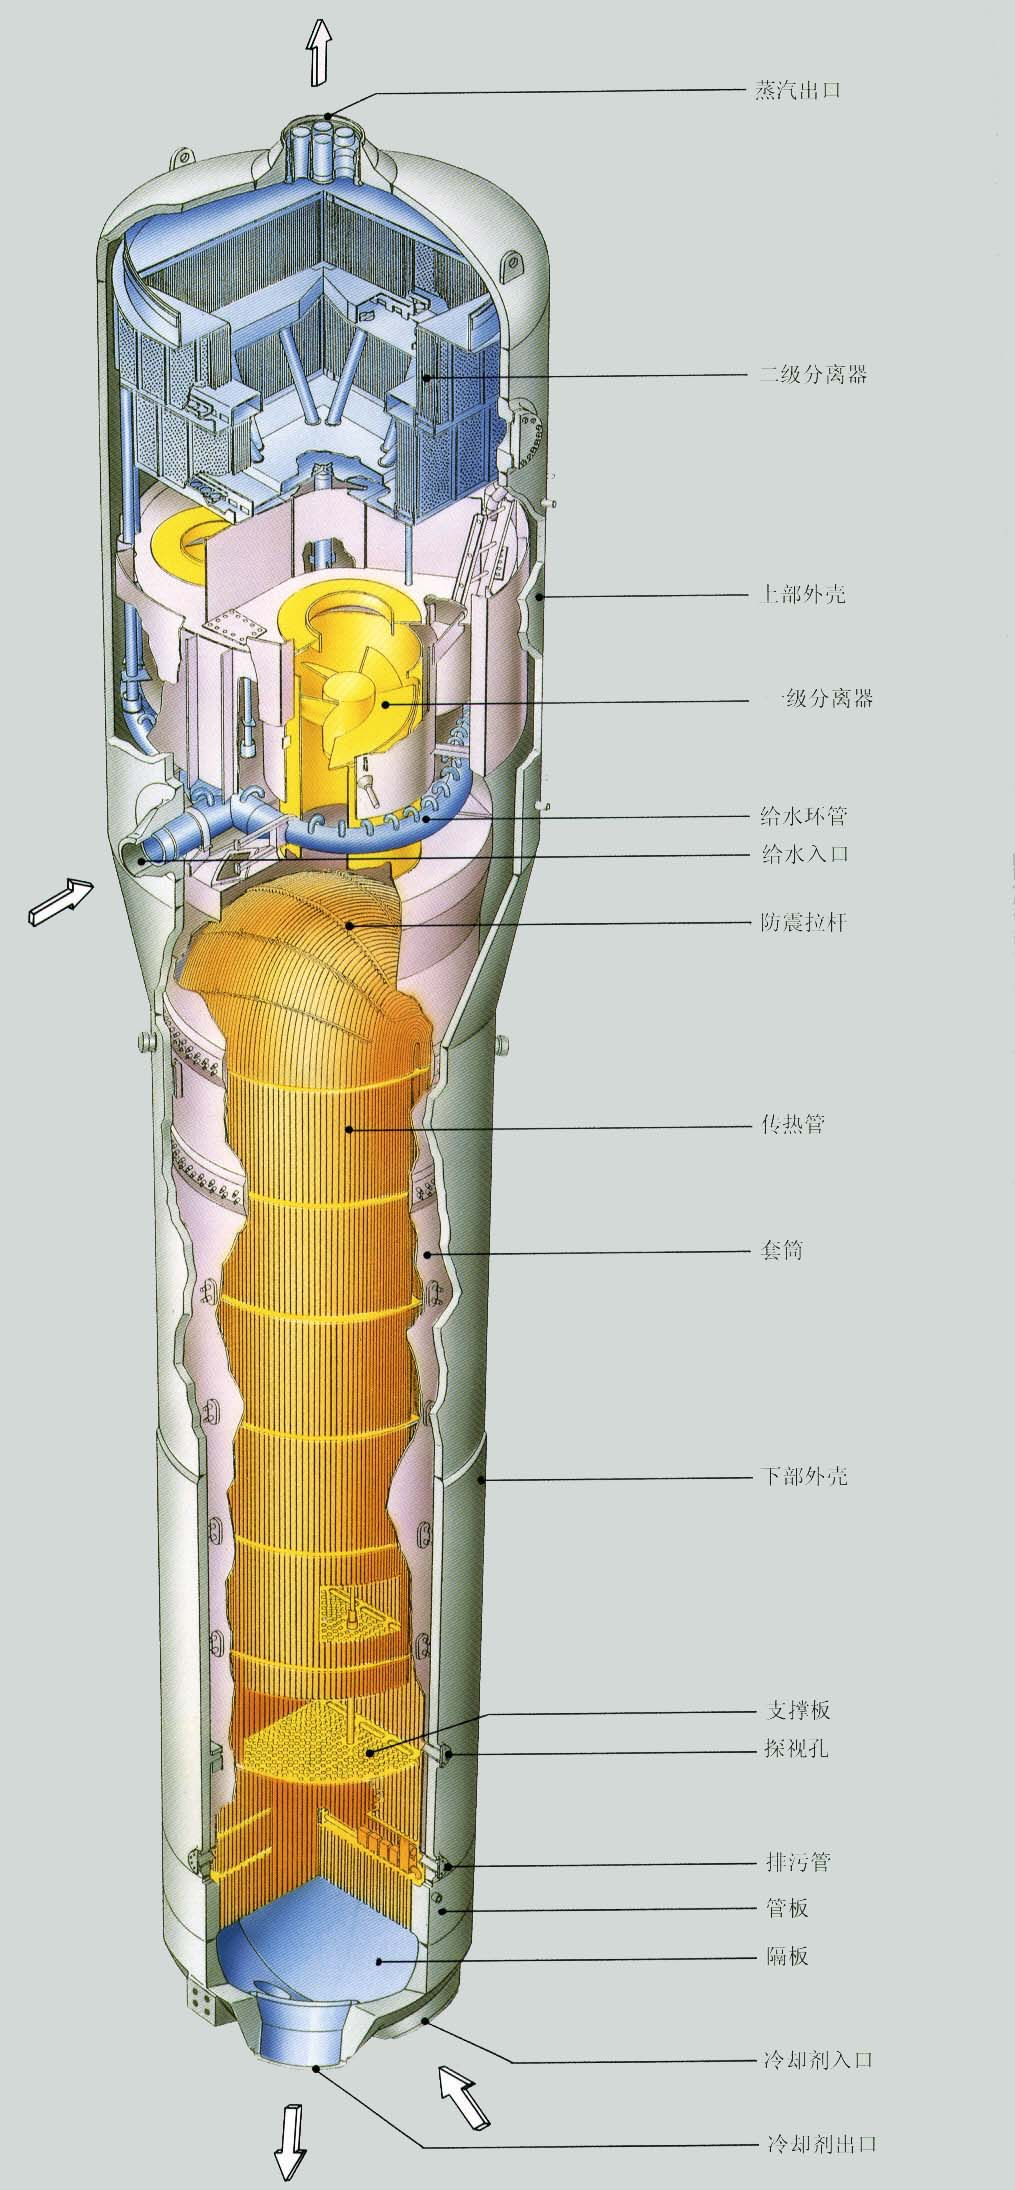 蒸汽出口
二级分离器
上部外壳
一级分离器
给水环管
给水入口
防震拉杆
传热管
套筒
下部外壳
支撑板
探视孔
排污管
管板
隔板
冷却剂入口
冷却剂出口